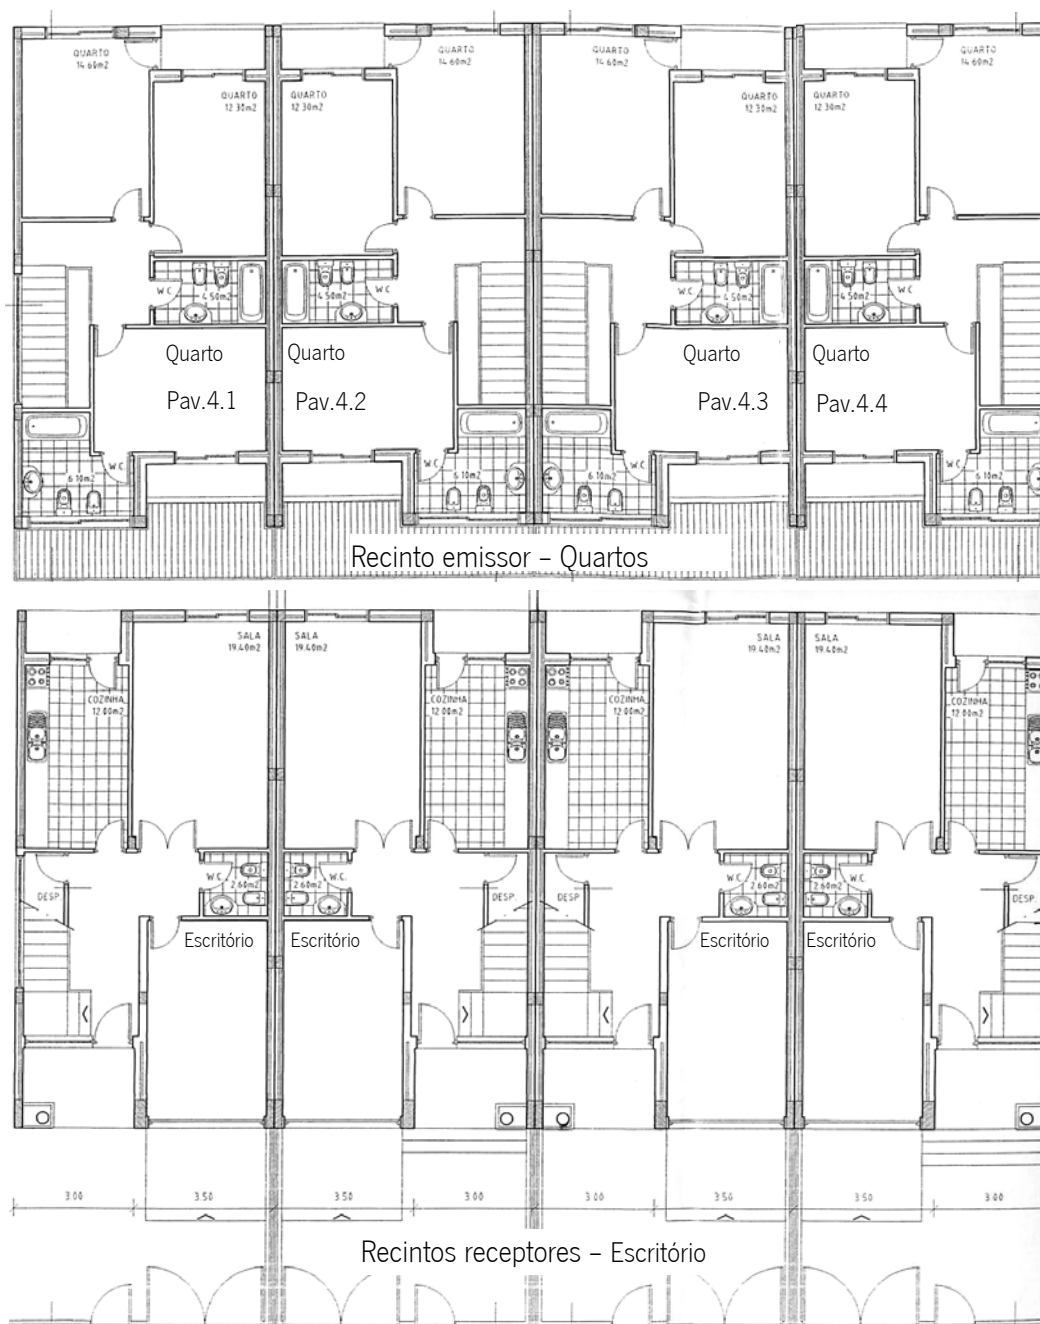 QUARTO
14 60m2
QUARTO
12 30m2
QUARTO
12 30m2
QUARTO
14 60m2
QUARTO
14 60m2
QUARTO
12 30m2
QUARTO
12 30m2
QUARTO
14 60m2
W.C
4 50m2
4 50m2
W.C
W.C
4 50m2
4 50m2
W.C
Quarto
Pav.4.1
Quarto
Pav.4.2
Quarto
Pav.4.3
Quarto
Pav.4.4
W.C.
6 10m2
W.C
6 10m2
W.C
6 10m2
W.C
6 10m2
Recinto emissor – Quartos
SALA
19.40m2
SALA
19.40m2
SALA
19.40m2
SALA
19.40m2
COZINHA
12 00m2
COZINHA
12 00m2
COZINHA
12 00m2
COZINHA
12 00m2
W.C.
2 60m2
2 60m2
W.C.
W.C.
2 60m2
2 60m2
W.C.
DESP.
DESP.
DESP
DESP.
Escritório
Escritório
Escritório
Escritório
3.00
3.50
3.50
3.00
3.00
3.50
3.50
3.00
Recintos receptores – Escritório